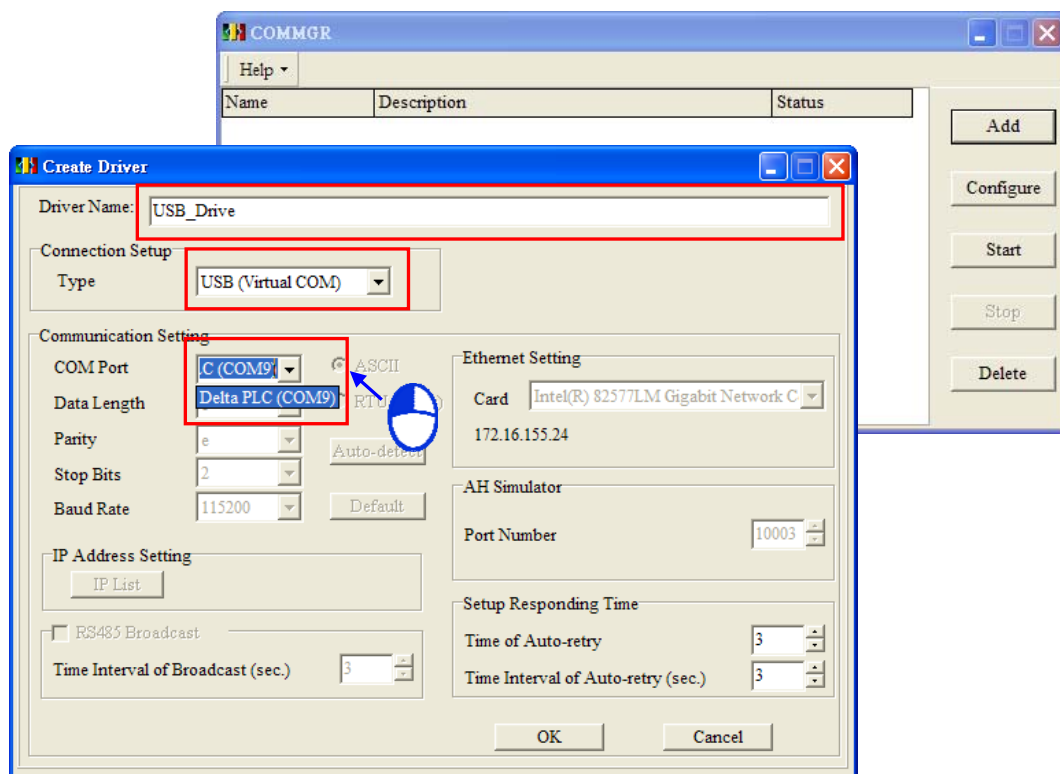 COMMGR
Help
Name Description Status
Add
Configure
Start
Stop
Delete
Create Driver
Driver Name: USB_Drive
Connection Setup
Type USB (Virtual COM)
Communication Setting
COM Port .C (COM9) ASCII
Delta PLC (COM9)
Data Length
Parity e Auto-detect
Stop Bits 2
Baud Rate 115200 Default
IP Address Setting
IP List
RS485 Broadcast
Time Interval of Broadcast (sec.) 3
Ethernet Setting
Card Intel(R) 82577LM Gigabit Network C
172.16.155.24
AH Simulator
Port Number 10003
Setup Responding Time
Time of Auto-retry 3
Time Interval of Auto-retry (sec.) 3
OK Cancel